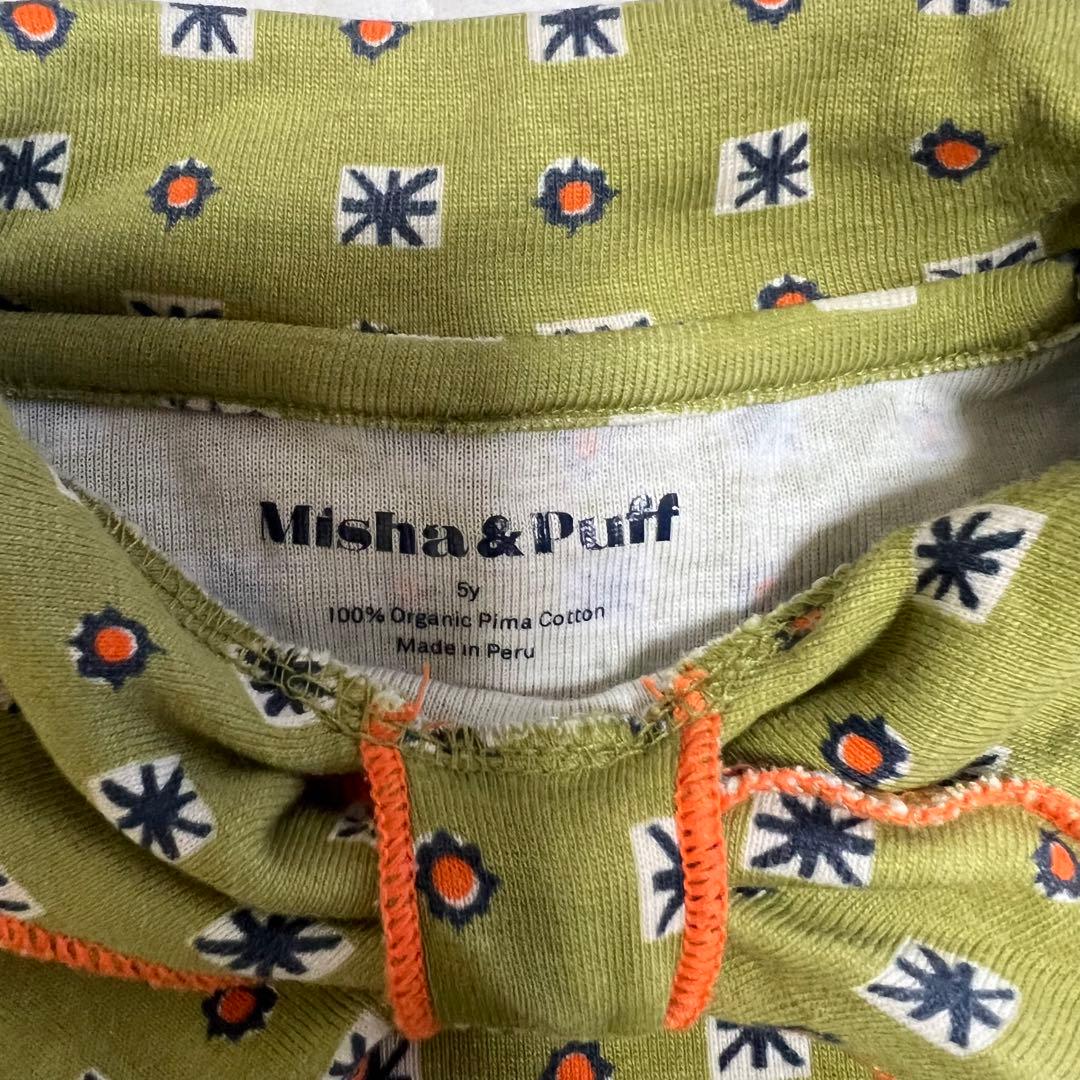 Misha & Puff
5y
100% Organic Pima Cotton
Made in Peru